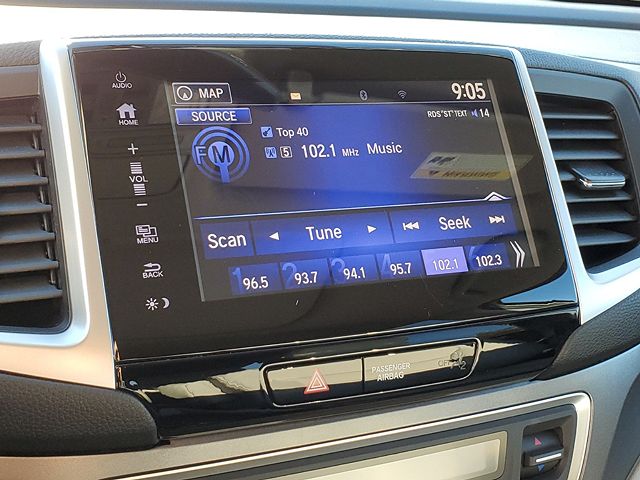 AUDIO
MAP
9:05
SOURCE
RDS "ST" TEXT 14
HOME
Top 40
FM
5 102.1 MHz Music
+
VOL
−
Scan
Tune
Seek
MENU
1 96.5
2 93.7
3 94.1
4 95.7
102.1
102.3
BACK
PASSENGER
AIRBAG
OFF
2